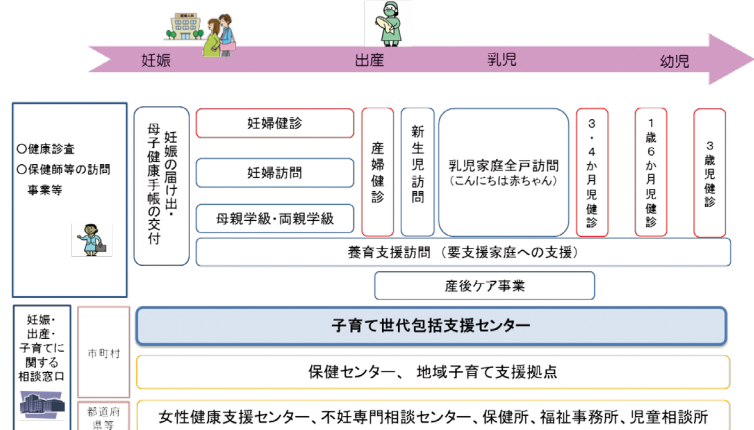 妊娠
出産
乳児
幼児
〇健康診査
〇保健師等の訪問
事業等
妊娠の届け出・
母子健康手帳の交付
妊婦健診
妊婦訪問
母親学級・両親学級
産婦健診
新生児訪問
乳児家庭全戸訪問
(こんにちは赤ちゃん)
3・4か月児健診
1歳6か月児健診
3歳児健診
養育支援訪問 (要支援家庭への支援)
産後ケア事業
妊娠・
出産・
子育てに
関する
相談窓口
市町村
子育て世代包括支援センター
保健センター、 地域子育て支援拠点
都道府
県等
女性健康支援センター、不妊専門相談センター、保健所、福祉事務所、児童相談所